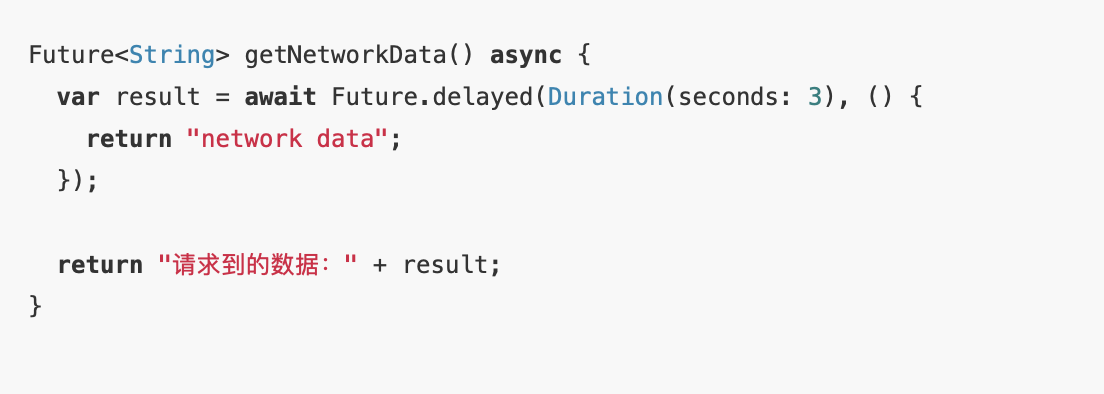 Future<String> getNetworkData() async {
  var result = await Future.delayed(Duration(seconds: 3), () {
    return "network data";
  });

  return "请求到的数据：" + result;
}